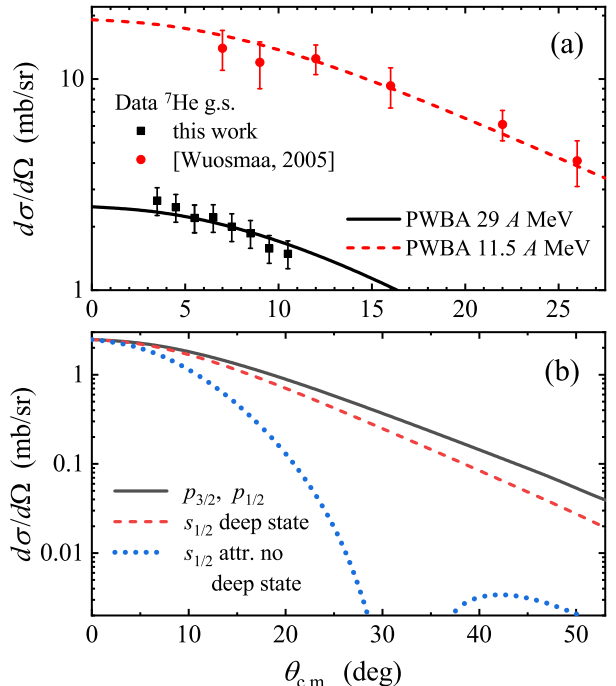 (a)
10
1
dσ/dΩ (mb/sr)
Data ⁷He g.s.
this work
[Wuosmaa, 2005]
PWBA 29 A MeV
PWBA 11.5 A MeV
0 5 10 15 20 25
(b)
1
0.1
0.01
dσ/dΩ (mb/sr)
p3/2, p1/2
s1/2 deep state
s1/2 attr. no
deep state
0 10 20 30 40 50
θc.m. (deg)